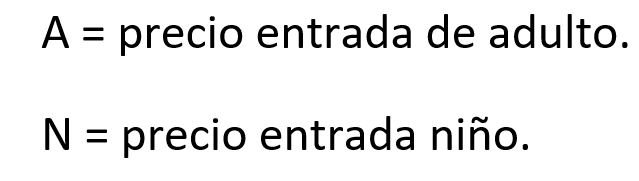 A = precio entrada de adulto.
N = precio entrada niño.